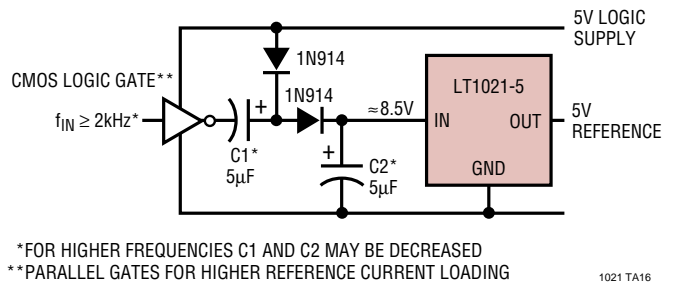 5V LOGIC
SUPPLY
1N914
CMOS LOGIC GATE**
1N914
LT1021-5
fIN ≥ 2kHz*
+
≈8.5V
IN
OUT
5V
REFERENCE
C1*
5µF
+
C2*
5µF
GND
*FOR HIGHER FREQUENCIES C1 AND C2 MAY BE DECREASED
**PARALLEL GATES FOR HIGHER REFERENCE CURRENT LOADING
1021 TA16